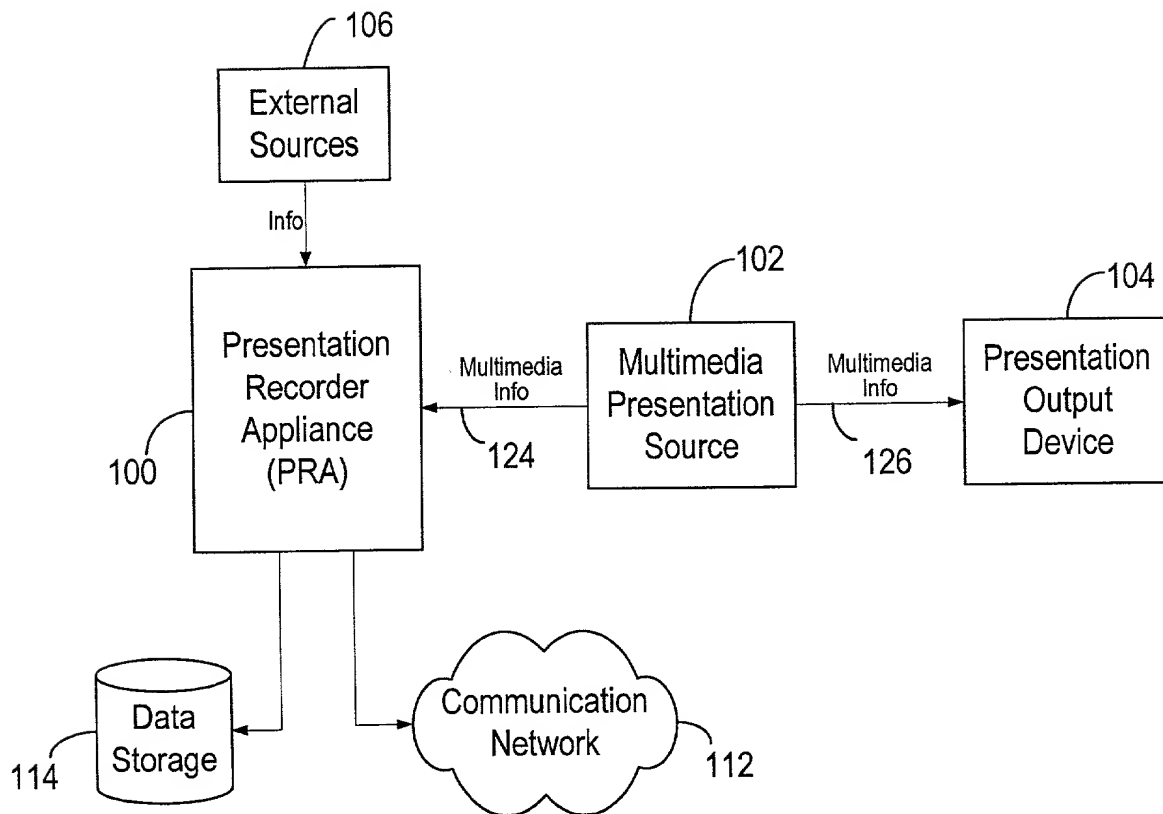 106
External
Sources
Info
Presentation
Recorder
Appliance
(PRA)
100
Multimedia
Info
124
102
Multimedia
Presentation
Source
Multimedia
Info
126
104
Presentation
Output
Device
Data
Storage
114
Communication
Network
112